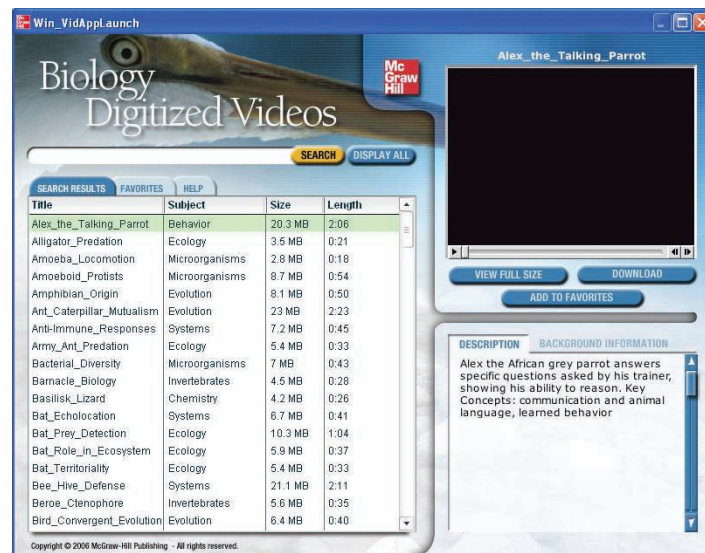 Win_VidAppLaunch
Biology
Digitized Videos
Mc
Graw
Hill
SEARCH
DISPLAY ALL
SEARCH RESULTS FAVORITES HELP
Title Subject Size Length
Alex_the_Talking_Parrot Behavior 20.3 MB 2:06
Alligator_Predation Ecology 3.5 MB 0:21
Amoeba_Locomotion Microorganisms 2.8 MB 0:18
Amoeboid_Protists Microorganisms 8.7 MB 0:54
Amphibian_Origin Evolution 8.1 MB 0:50
Ant_Caterpillar_Mutualism Evolution 23 MB 2:23
Anti-Immune_Responses Systems 7.2 MB 0:45
Army_Ant_Predation Ecology 5.4 MB 0:33
Bacterial_Diversity Microorganisms 7 MB 0:43
Barnacle_Biology Invertebrates 4.5 MB 0:28
Basilisk_Lizard Chemistry 4.2 MB 0:26
Bat_Echolocation Systems 6.7 MB 0:41
Bat_Prey_Detection Ecology 10.3 MB 1:04
Bat_Role_in_Ecosystem Ecology 5.9 MB 0:37
Bat_Territoriality Ecology 5.4 MB 0:33
Bee_Hive_Defense Systems 21.1 MB 2:11
Beroe_Ctenophore Invertebrates 5.6 MB 0:35
Bird_Convergent_Evolution Evolution 6.4 MB 0:40
Copyright © 2006 McGraw-Hill Publishing - All rights reserved.
Alex_the_Talking_Parrot
VIEW FULL SIZE
DOWNLOAD
ADD TO FAVORITES
DESCRIPTION BACKGROUND INFORMATION
Alex the African grey parrot answers
specific questions asked by his trainer,
showing his ability to reason. Key
Concepts: communication and animal
language, learned behavior